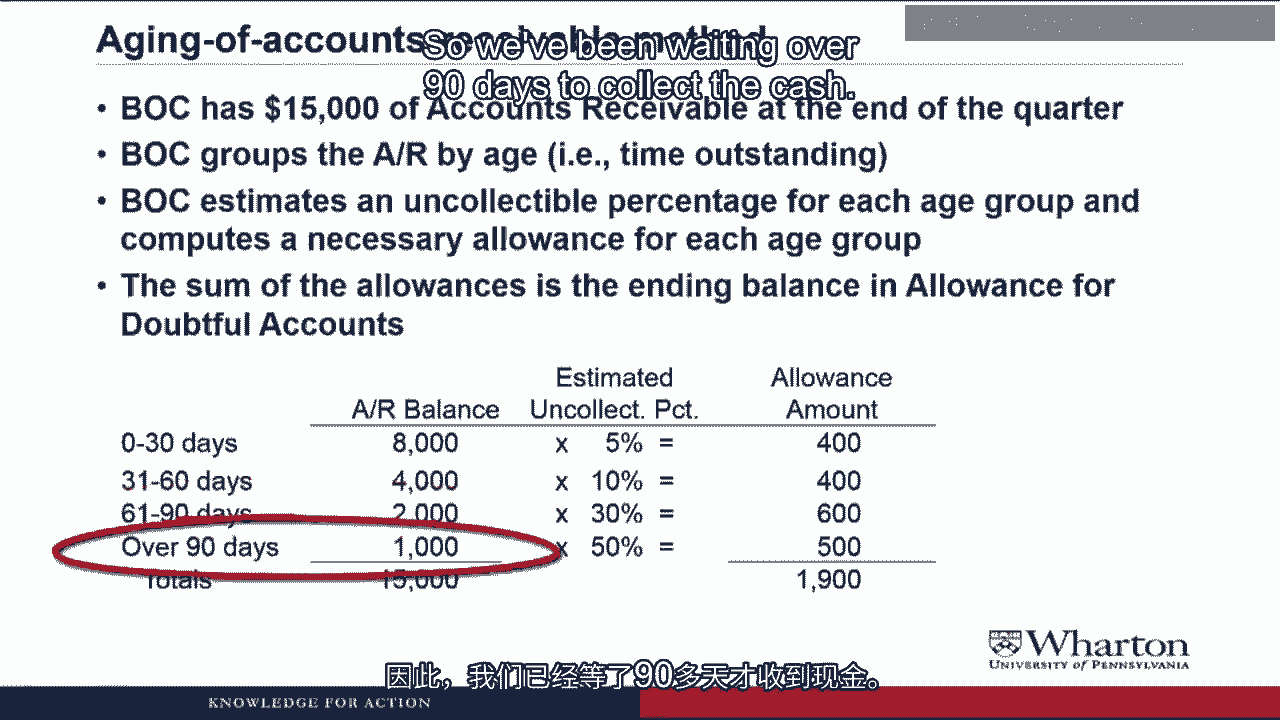 Aging-of-accounts
So we've been waiting over
90 days to collect the cash.
• BOC has $15,000 of Accounts Receivable at the end of the quarter
• BOC groups the A/R by age (i.e., time outstanding)
• BOC estimates an uncollectible percentage for each age group and
computes a necessary allowance for each age group
• The sum of the allowances is the ending balance in Allowance for
Doubtful Accounts
Estimated Allowance
A/R Balance Uncollect. Pct. Amount
0-30 days 8,000 x 5% = 400
31-60 days 4,000 x 10% = 400
61-90 days 2,000 x 30% = 600
Over 90 days 1,000 x 50% = 500
Totals 15,000 1,900
Wharton
UNIVERSITY of PENNSYLVANIA
因此，我们已经等了90多天才收到现金。
KNOWLEDGE FOR ACTION